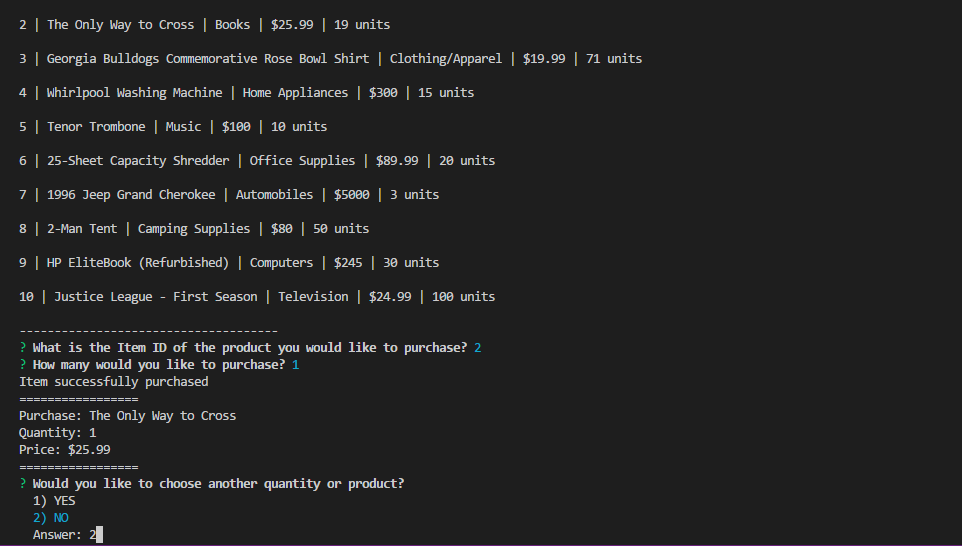 2 | The Only Way to Cross | Books | $25.99 | 19 units
3 | Georgia Bulldogs Commemorative Rose Bowl Shirt | Clothing/Apparel | $19.99 | 71 units
4 | Whirlpool Washing Machine | Home Appliances | $300 | 15 units
5 | Tenor Trombone | Music | $100 | 10 units
6 | 25-Sheet Capacity Shredder | Office Supplies | $89.99 | 20 units
7 | 1996 Jeep Grand Cherokee | Automobiles | $5000 | 3 units
8 | 2-Man Tent | Camping Supplies | $80 | 50 units
9 | HP EliteBook (Refurbished) | Computers | $245 | 30 units
10 | Justice League - First Season | Television | $24.99 | 100 units
-------------------------------------
? What is the Item ID of the product you would like to purchase? 2
? How many would you like to purchase? 1
Item successfully purchased
=================
Purchase: The Only Way to Cross
Quantity: 1
Price: $25.99
=================
? Would you like to choose another quantity or product?
1) YES
2) NO
Answer: 2